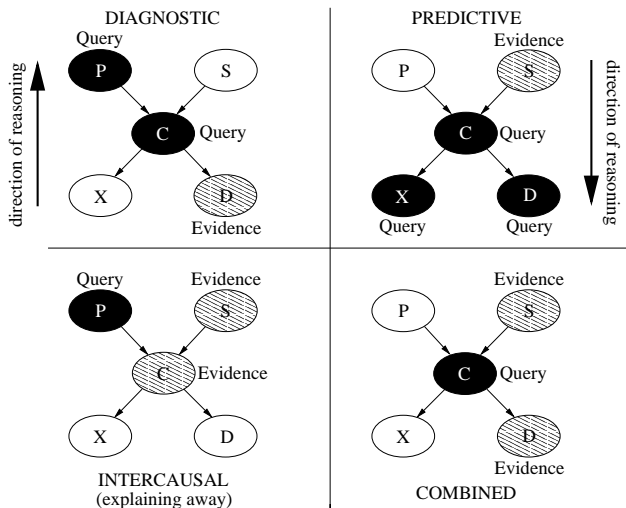 DIAGNOSTIC
Query
P
S
C
Query
X
D
Evidence
direction of reasoning
PREDICTIVE
Evidence
P
S
C
Query
X
D
Query
Query
direction of reasoning
Query
Evidence
P
S
C
Evidence
X
D
INTERCAUSAL
(explaining away)
Evidence
P
S
C
Query
X
D
Evidence
COMBINED